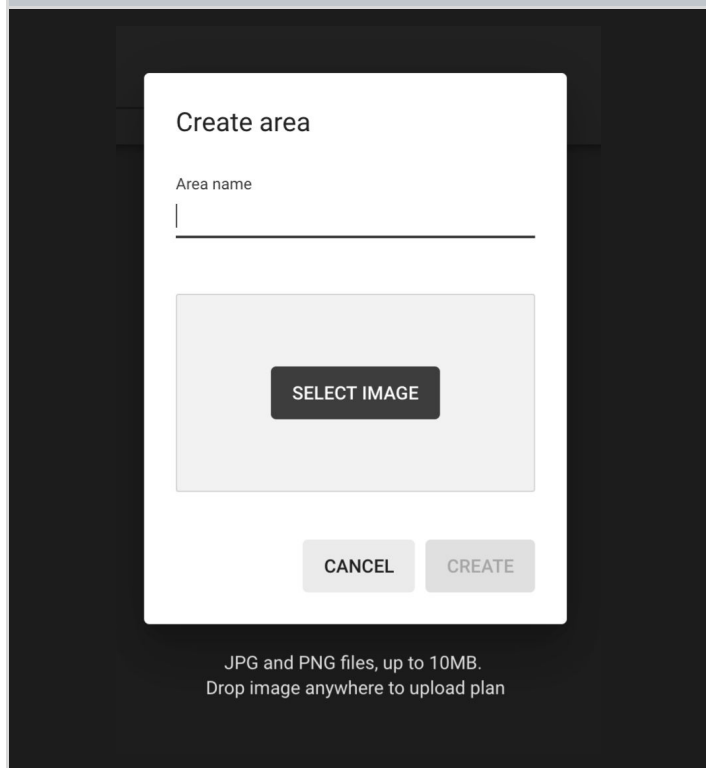 Create area
Area name
SELECT IMAGE
CANCEL
CREATE
JPG and PNG files, up to 10MB.
Drop image anywhere to upload plan